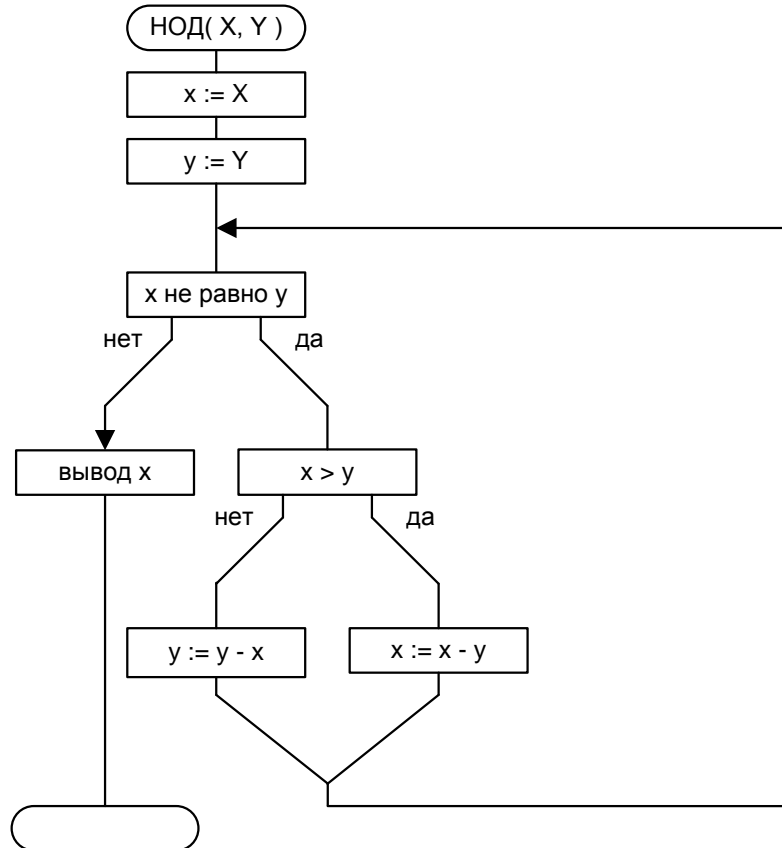 НОД( X, Y )
x := X
y := Y
x не равно y
нет
да
вывод x
x > y
нет
да
y := y - x
x := x - y